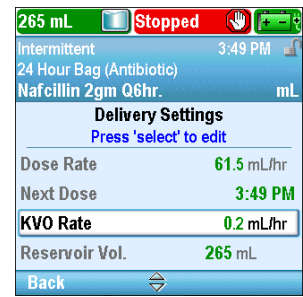 265 mL Stopped
Intermittent 3:49 PM
24 Hour Bag (Antibiotic)
Nafcillin 2gm Q6hr. mL
Delivery Settings
Press 'select' to edit
Dose Rate 61.5 mL/hr
Next Dose 3:49 PM
KVO Rate 0.2 mL/hr
Reservoir Vol. 265 mL
Back